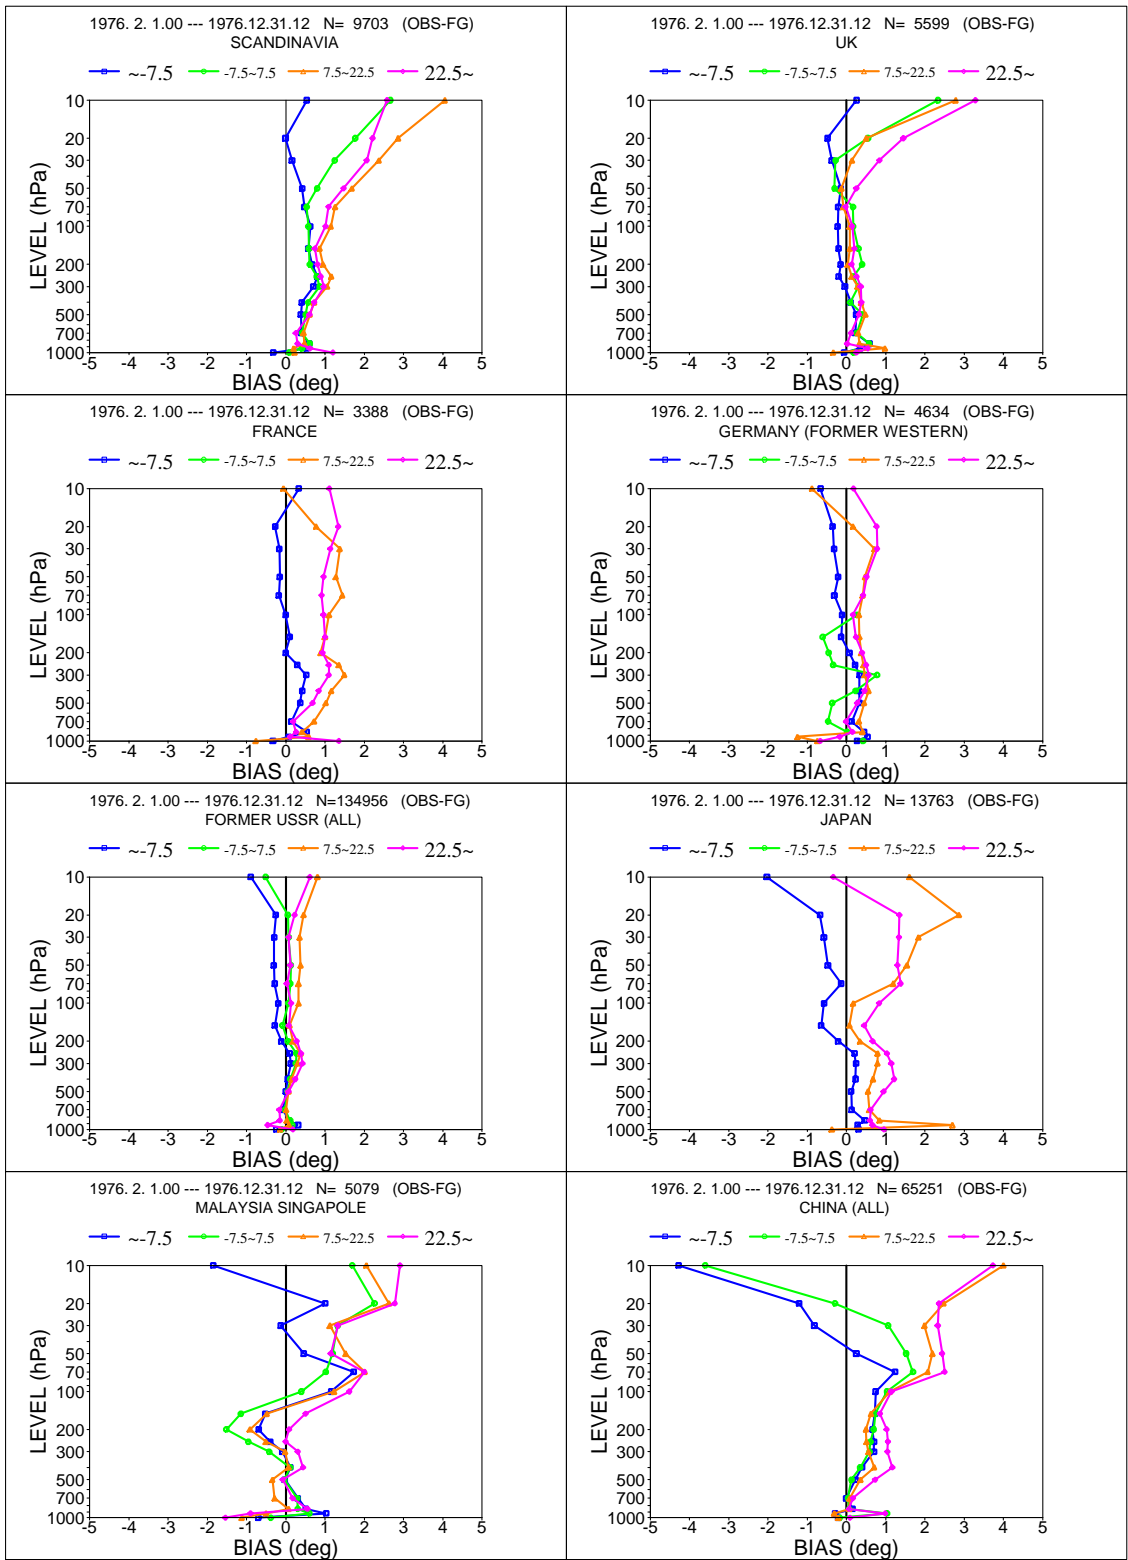 1976. 2. 1.00 --- 1976.12.31.12 N= 9703 (OBS-FG)
SCANDINAVIA
~-7.5 -7.5~7.5 7.5~22.5 22.5~
10
20
30
50
70
100
200
300
500
700
1000
LEVEL (hPa)
-5 -4 -3 -2 -1 0 1 2 3 4 5
BIAS (deg)
1976. 2. 1.00 --- 1976.12.31.12 N= 5599 (OBS-FG)
UK
~-7.5 -7.5~7.5 7.5~22.5 22.5~
10
20
30
50
70
100
200
300
500
700
1000
LEVEL (hPa)
-5 -4 -3 -2 -1 0 1 2 3 4 5
BIAS (deg)
1976. 2. 1.00 --- 1976.12.31.12 N= 3388 (OBS-FG)
FRANCE
~-7.5 -7.5~7.5 7.5~22.5 22.5~
10
20
30
50
70
100
200
300
500
700
1000
LEVEL (hPa)
-5 -4 -3 -2 -1 0 1 2 3 4 5
BIAS (deg)
1976. 2. 1.00 --- 1976.12.31.12 N= 4634 (OBS-FG)
GERMANY (FORMER WESTERN)
~-7.5 -7.5~7.5 7.5~22.5 22.5~
10
20
30
50
70
100
200
300
500
700
1000
LEVEL (hPa)
-5 -4 -3 -2 -1 0 1 2 3 4 5
BIAS (deg)
1976. 2. 1.00 --- 1976.12.31.12 N=134956 (OBS-FG)
FORMER USSR (ALL)
~-7.5 -7.5~7.5 7.5~22.5 22.5~
10
20
30
50
70
100
200
300
500
700
1000
LEVEL (hPa)
-5 -4 -3 -2 -1 0 1 2 3 4 5
BIAS (deg)
1976. 2. 1.00 --- 1976.12.31.12 N= 13763 (OBS-FG)
JAPAN
~-7.5 -7.5~7.5 7.5~22.5 22.5~
10
20
30
50
70
100
200
300
500
700
1000
LEVEL (hPa)
-5 -4 -3 -2 -1 0 1 2 3 4 5
BIAS (deg)
1976. 2. 1.00 --- 1976.12.31.12 N= 5079 (OBS-FG)
MALAYSIA SINGAPOLE
~-7.5 -7.5~7.5 7.5~22.5 22.5~
10
20
30
50
70
100
200
300
500
700
1000
LEVEL (hPa)
-5 -4 -3 -2 -1 0 1 2 3 4 5
BIAS (deg)
1976. 2. 1.00 --- 1976.12.31.12 N= 65251 (OBS-FG)
CHINA (ALL)
~-7.5 -7.5~7.5 7.5~22.5 22.5~
10
20
30
50
70
100
200
300
500
700
1000
LEVEL (hPa)
-5 -4 -3 -2 -1 0 1 2 3 4 5
BIAS (deg)